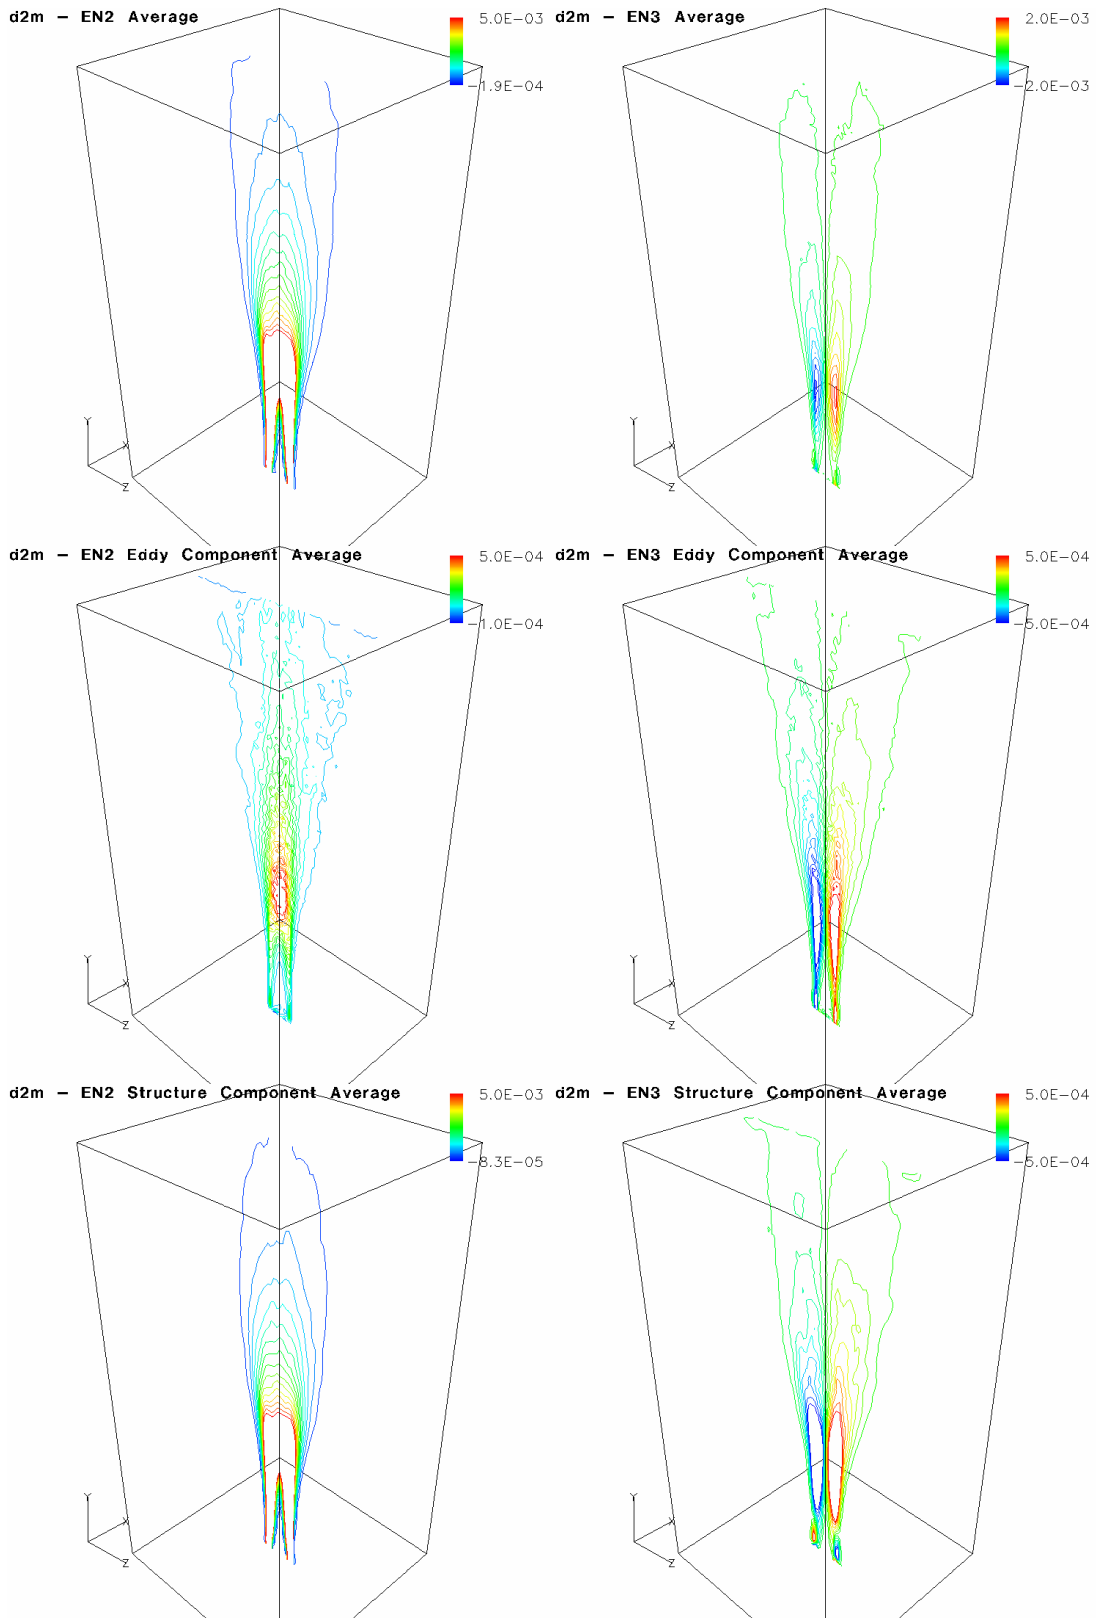 d2m – EN2 Average
5.0E–03
–1.9E–04
Y
X
Z
d2m – EN3 Average
2.0E–03
–2.0E–03
Y
X
Z
d2m – EN2 Eddy Component Average
5.0E–04
–1.0E–04
Y
X
Z
d2m – EN3 Eddy Component Average
5.0E–04
–5.0E–04
Y
X
Z
d2m – EN2 Structure Component Average
5.0E–03
–8.3E–05
Y
X
Z
d2m – EN3 Structure Component Average
5.0E–04
–5.0E–04
Y
X
Z